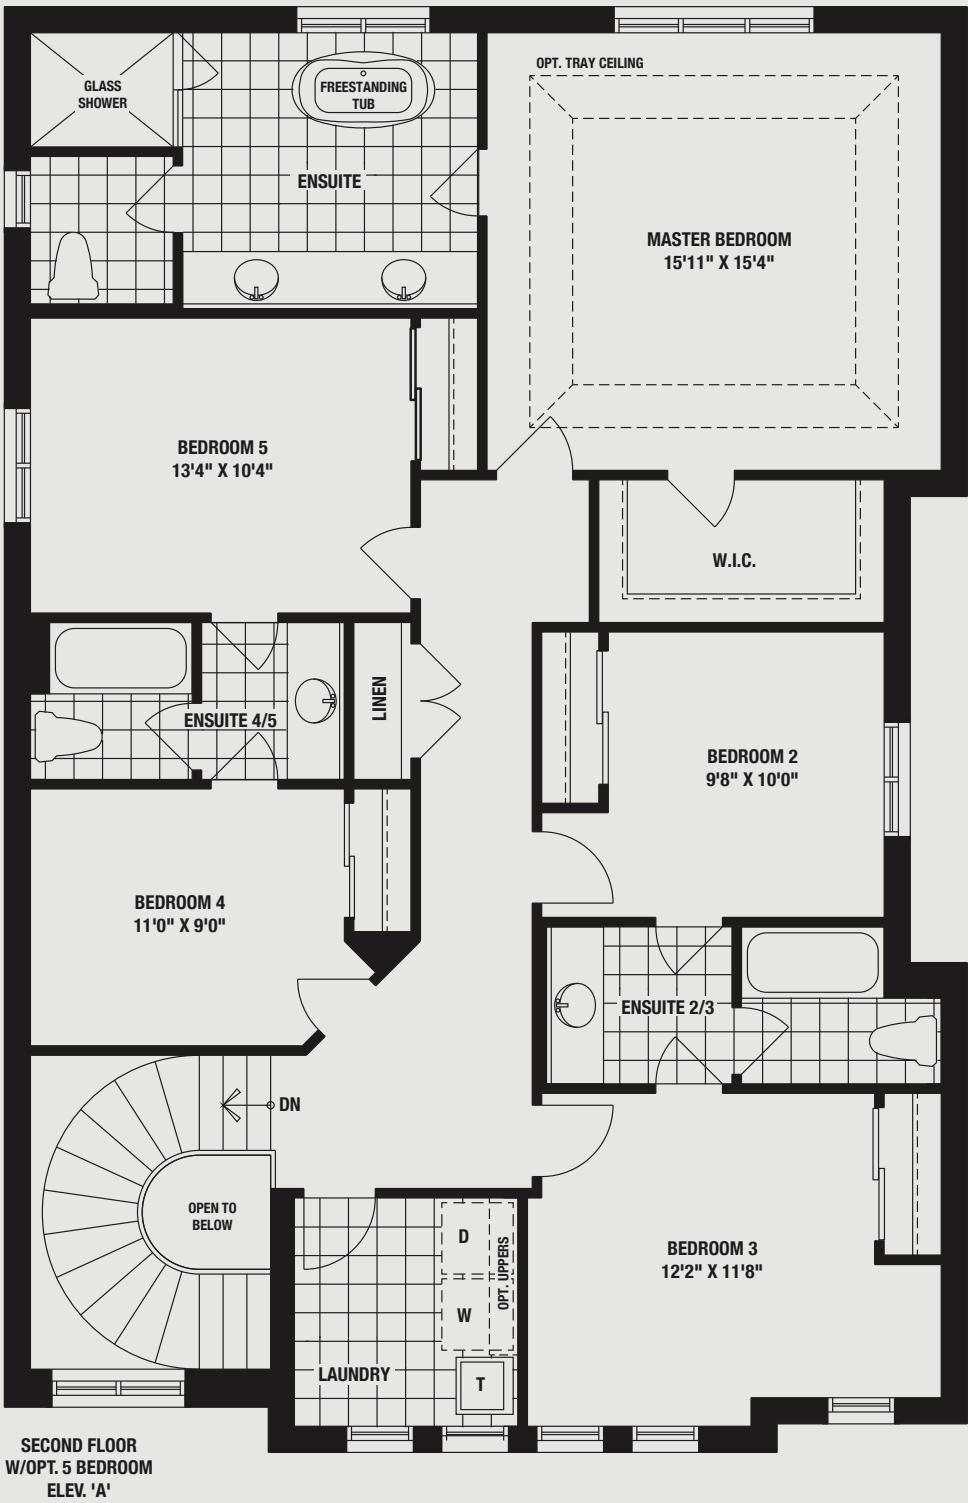 OPT. TRAY CEILING
GLASS
SHOWER
FREESTANDING
TUB
ENSUITE
MASTER BEDROOM
15'11" X 15'4"
BEDROOM 5
13'4" X 10'4"
W.I.C.
ENSUITE 4/5
LINEN
BEDROOM 2
9'8" X 10'0"
BEDROOM 4
11'0" X 9'0"
ENSUITE 2/3
DN
OPEN TO
BELOW
D
W
OPT. UPPERS
T
LAUNDRY
BEDROOM 3
12'2" X 11'8"
SECOND FLOOR
W/OPT. 5 BEDROOM
ELEV. 'A'